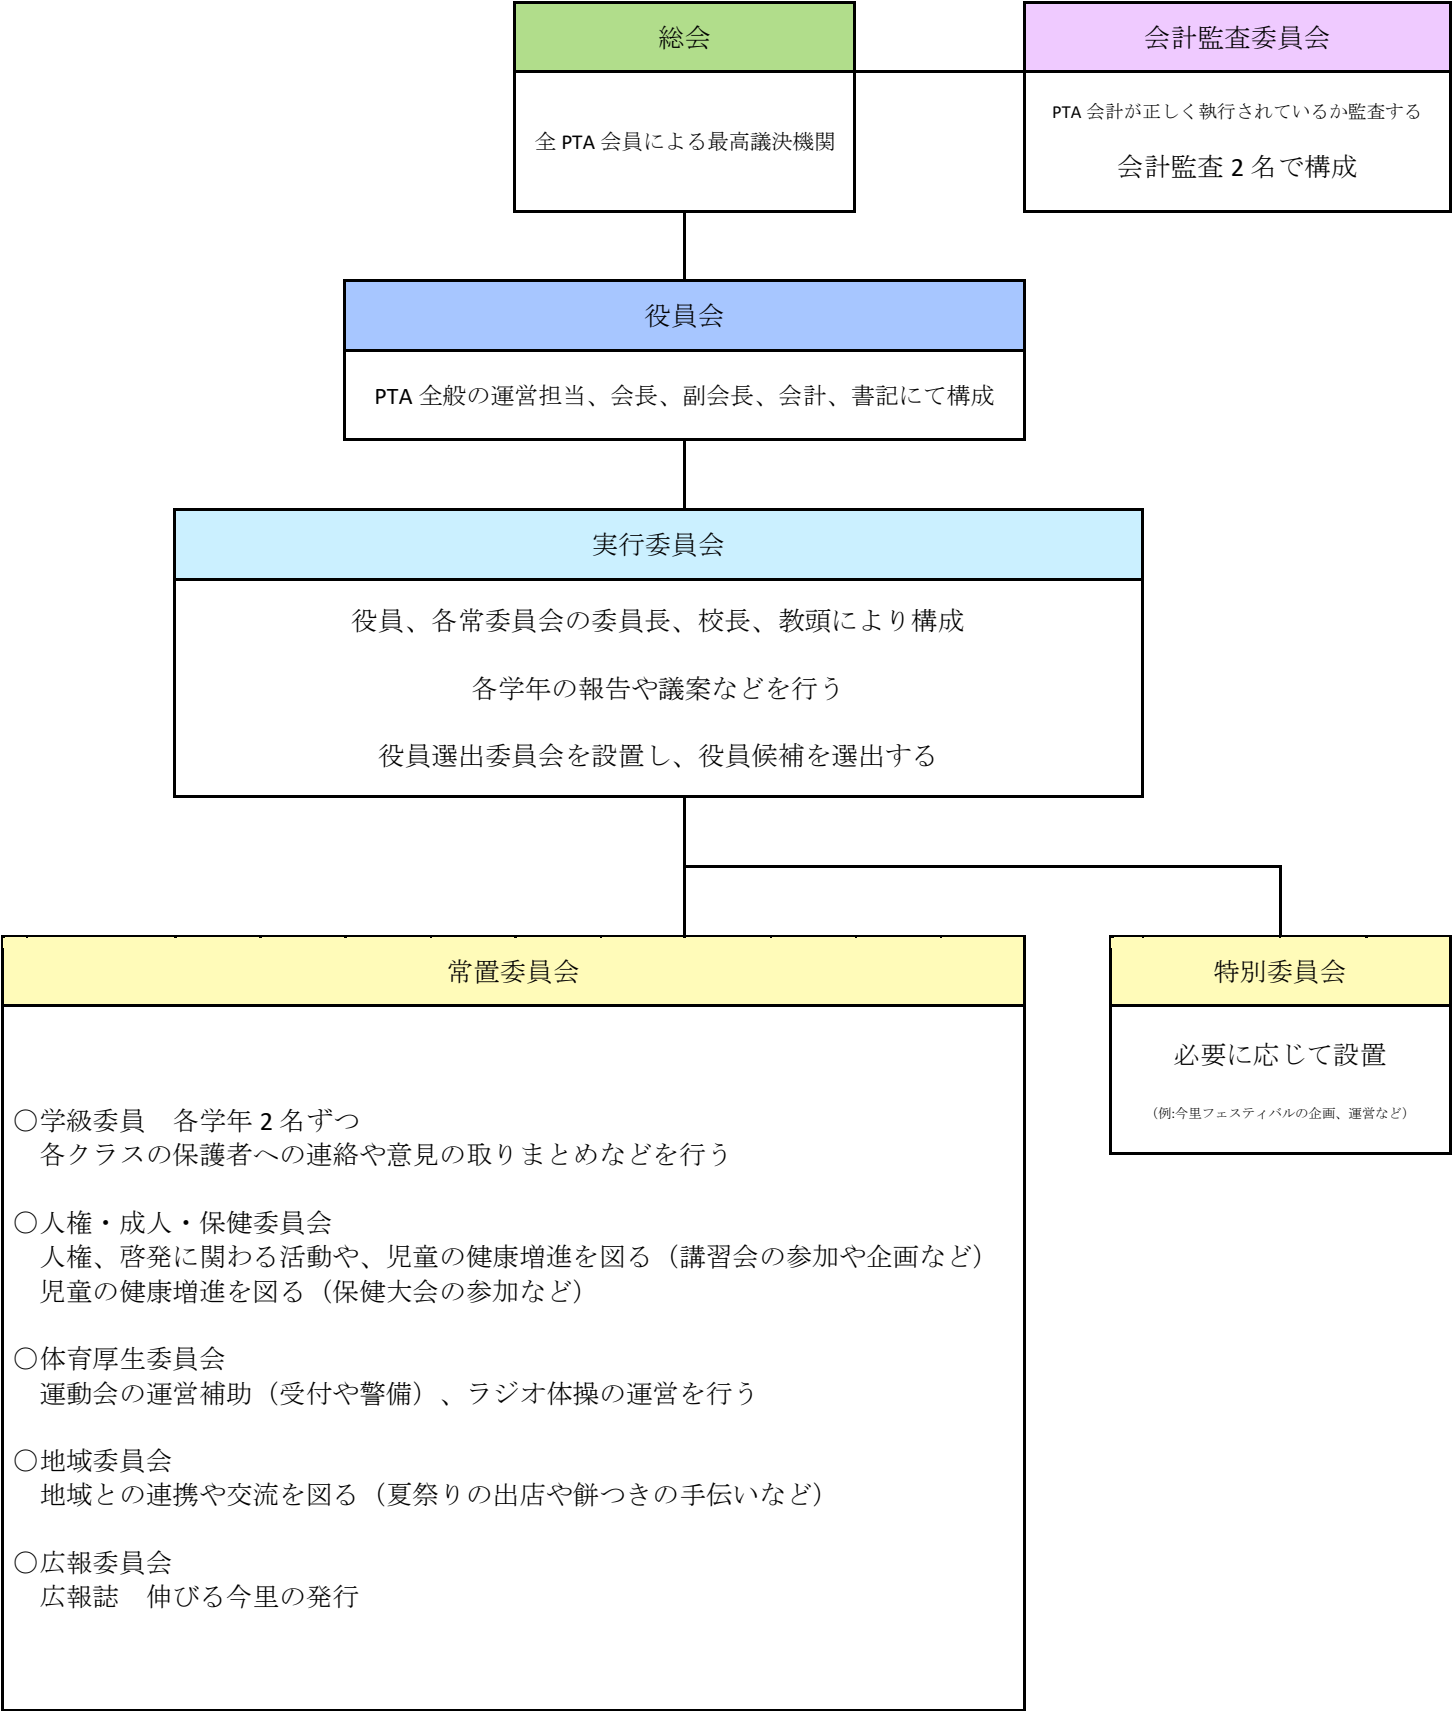 総会
会計監査委員会
全 PTA 会員による最高議決機関
PTA 会計が正しく執行されているか監査する
会計監査 2 名で構成
役員会
PTA 全般の運営担当、会長、副会長、会計、書記にて構成
実行委員会
役員、各常委員会の委員長、校長、教頭により構成
各学年の報告や議案などを行う
役員選出委員会を設置し、役員候補を選出する
常置委員会
○学級委員　各学年 2 名ずつ
各クラスの保護者への連絡や意見の取りまとめなどを行う
○人権・成人・保健委員会
人権、啓発に関わる活動や、児童の健康増進を図る（講習会の参加や企画など）
児童の健康増進を図る（保健大会の参加など）
○体育厚生委員会
運動会の運営補助（受付や警備）、ラジオ体操の運営を行う
○地域委員会
地域との連携や交流を図る（夏祭りの出店や餅つきの手伝いなど）
○広報委員会
広報誌　伸びる今里の発行
特別委員会
必要に応じて設置
（例:今里フェスティバルの企画、運営など）